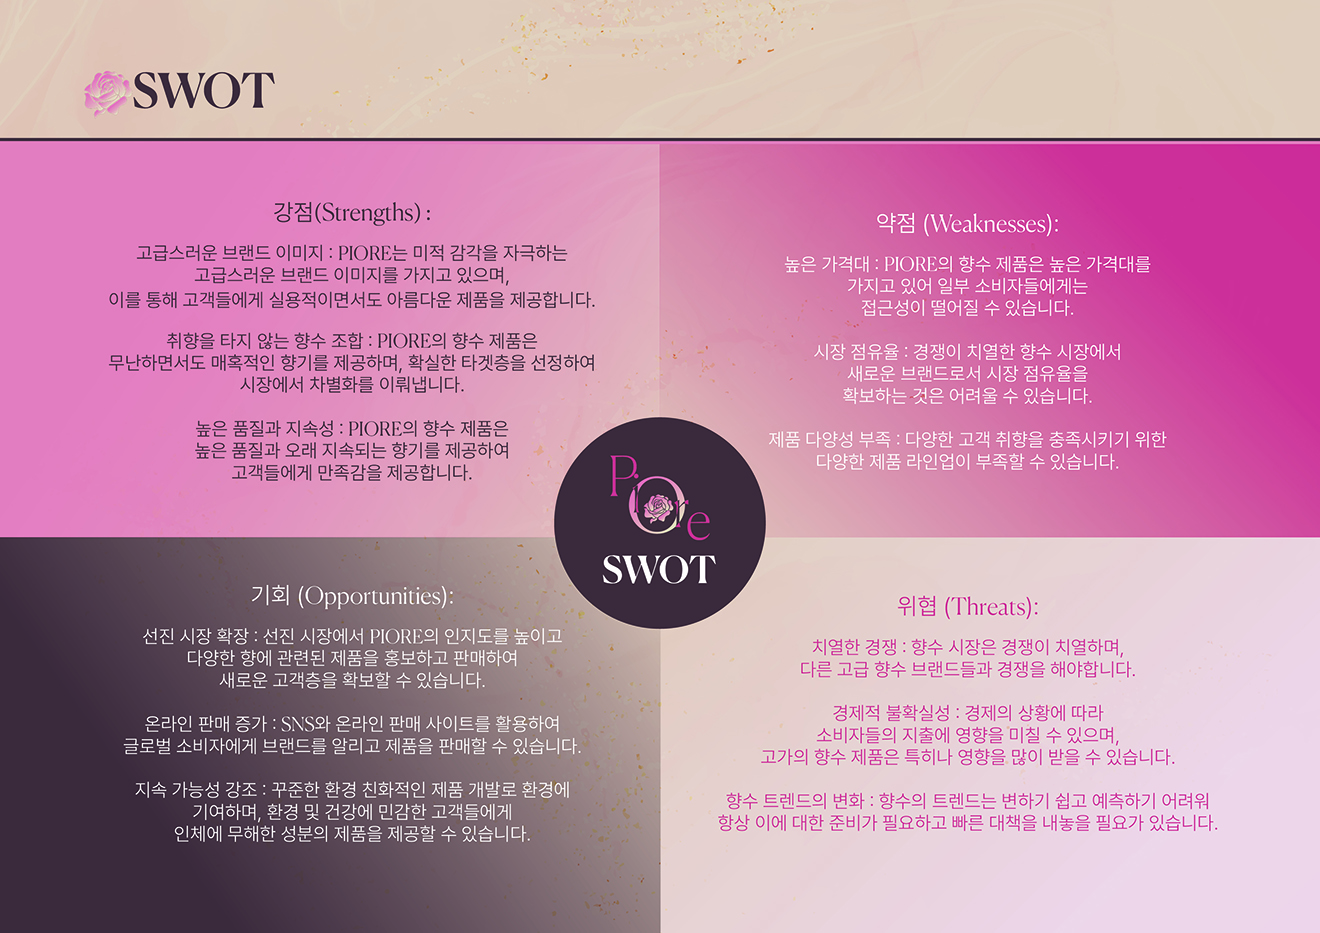 SWOT
강점(Strengths) :
고급스러운 브랜드 이미지 : PIORE는 미적 감각을 자극하는
고급스러운 브랜드 이미지를 가지고 있으며,
이를 통해 고객들에게 실용적이면서도 아름다운 제품을 제공합니다.
취향을 타지 않는 향수 조합 : PIORE의 향수 제품은
무난하면서도 매혹적인 향기를 제공하며, 확실한 타겟층을 선정하여
시장에서 차별화를 이뤄냅니다.
높은 품질과 지속성 : PIORE의 향수 제품은
높은 품질과 오래 지속되는 향기를 제공하여
고객들에게 만족감을 제공합니다.
약점 (Weaknesses):
높은 가격대 : PIORE의 향수 제품은 높은 가격대를
가지고 있어 일부 소비자들에게는
접근성이 떨어질 수 있습니다.
시장 점유율 : 경쟁이 치열한 향수 시장에서
새로운 브랜드로서 시장 점유율을
확보하는 것은 어려울 수 있습니다.
제품 다양성 부족 : 다양한 고객 취향을 충족시키기 위한
다양한 제품 라인업이 부족할 수 있습니다.
Piore
SWOT
기회 (Opportunities):
선진 시장 확장 : 선진 시장에서 PIORE의 인지도를 높이고
다양한 향에 관련된 제품을 홍보하고 판매하여
새로운 고객층을 확보할 수 있습니다.
온라인 판매 증가 : SNS와 온라인 판매 사이트를 활용하여
글로벌 소비자에게 브랜드를 알리고 제품을 판매할 수 있습니다.
지속 가능성 강조 : 꾸준한 환경 친화적인 제품 개발로 환경에
기여하며, 환경 및 건강에 민감한 고객들에게
인체에 무해한 성분의 제품을 제공할 수 있습니다.
위협 (Threats):
치열한 경쟁 : 향수 시장은 경쟁이 치열하며,
다른 고급 향수 브랜드들과 경쟁을 해야합니다.
경제적 불확실성 : 경제의 상황에 따라
소비자들의 지출에 영향을 미칠 수 있으며,
고가의 향수 제품은 특히나 영향을 많이 받을 수 있습니다.
향수 트렌드의 변화 : 향수의 트렌드는 변하기 쉽고 예측하기 어려워
항상 이에 대한 준비가 필요하고 빠른 대책을 내놓을 필요가 있습니다.